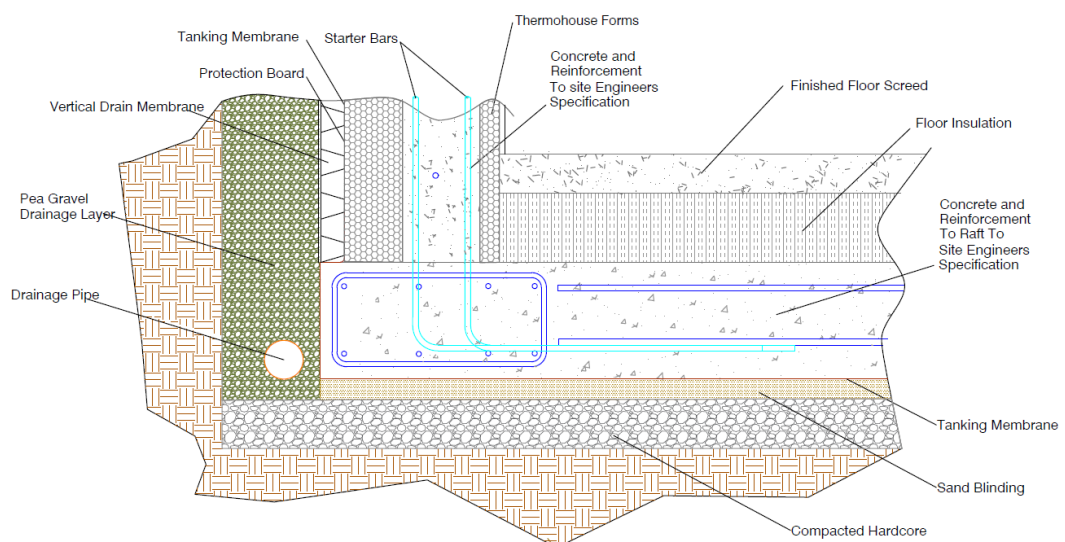 Thermohouse Forms
Tanking Membrane
Starter Bars
Concrete and
Reinforcement
To site Engineers
Specification
Protection Board
Finished Floor Screed
Vertical Drain Membrane
Floor Insulation
Pea Gravel
Drainage Layer
Concrete and
Reinforcement
To Raft To
Site Engineers
Specification
Drainage Pipe
Tanking Membrane
Sand Blinding
Compacted Hardcore